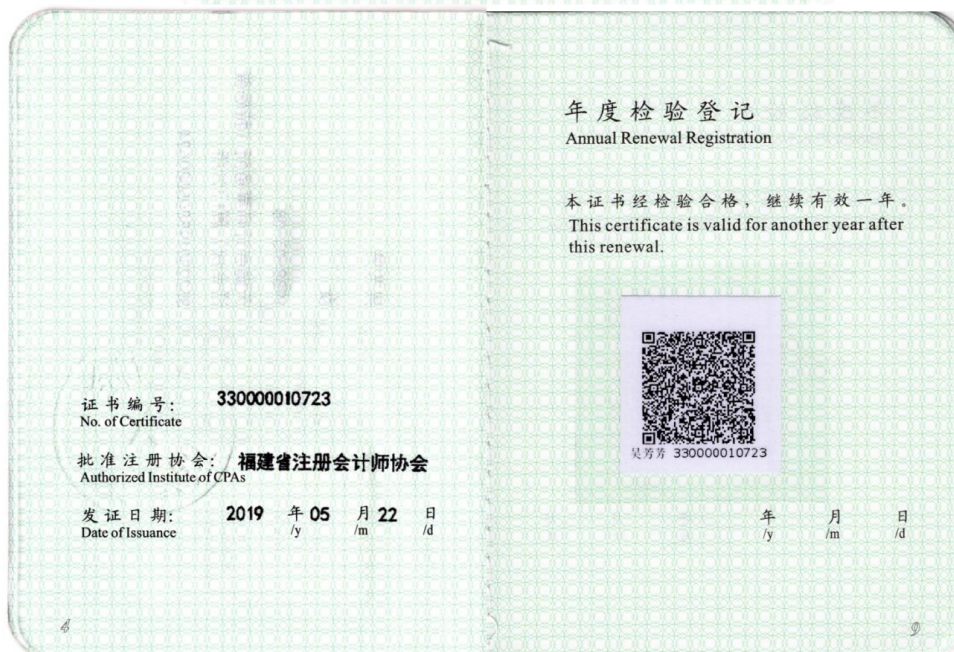 证书编号： 330000010723
No. of Certificate
批准注册协会： 福建省注册会计师协会
Authorized Institute of CPAs
发证日期： 2019 年 05 月 22 日
Date of Issuance /y /m /d
4
年度检验登记
Annual Renewal Registration
本证书经检验合格，继续有效一年。
This certificate is valid for another year after
this renewal.
吴芳芳 330000010723
年 月 日
/y /m /d
9